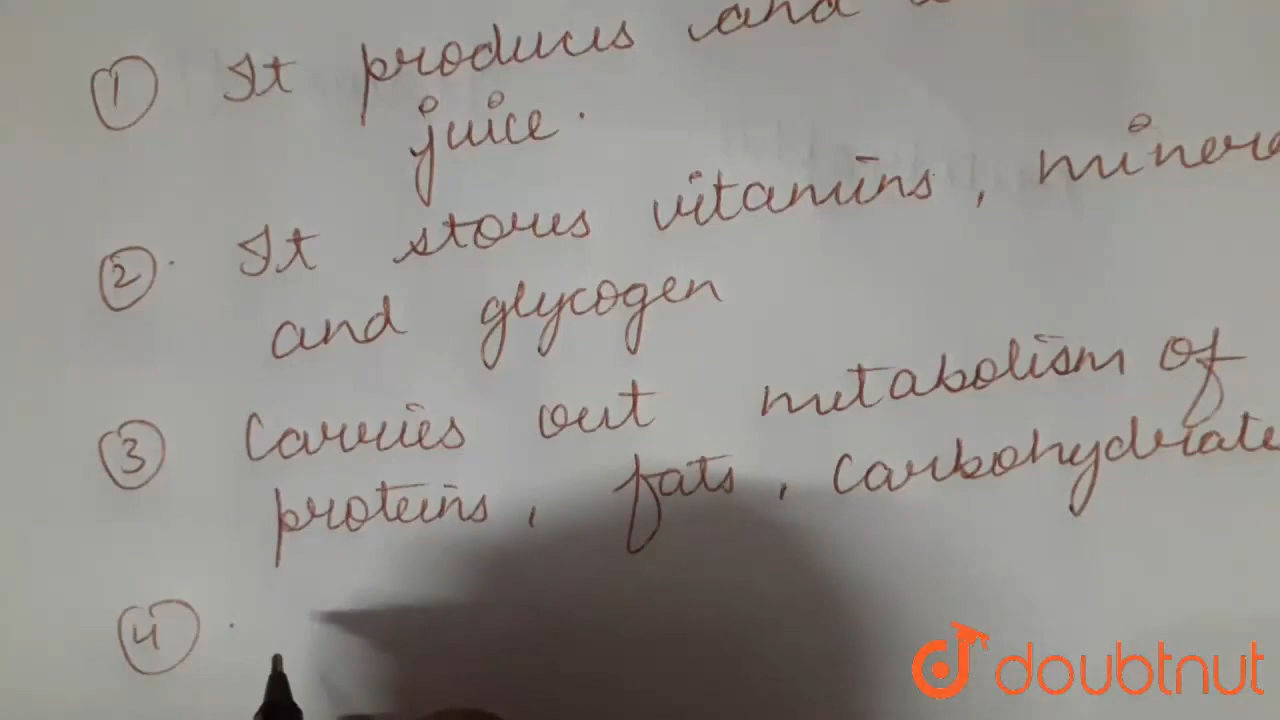 ① It produces and
juice.
② It stores vitamins, minera
and glycogen
③ Carries out metabolism of
proteins, fats, carbohydrate
④
doubtnut